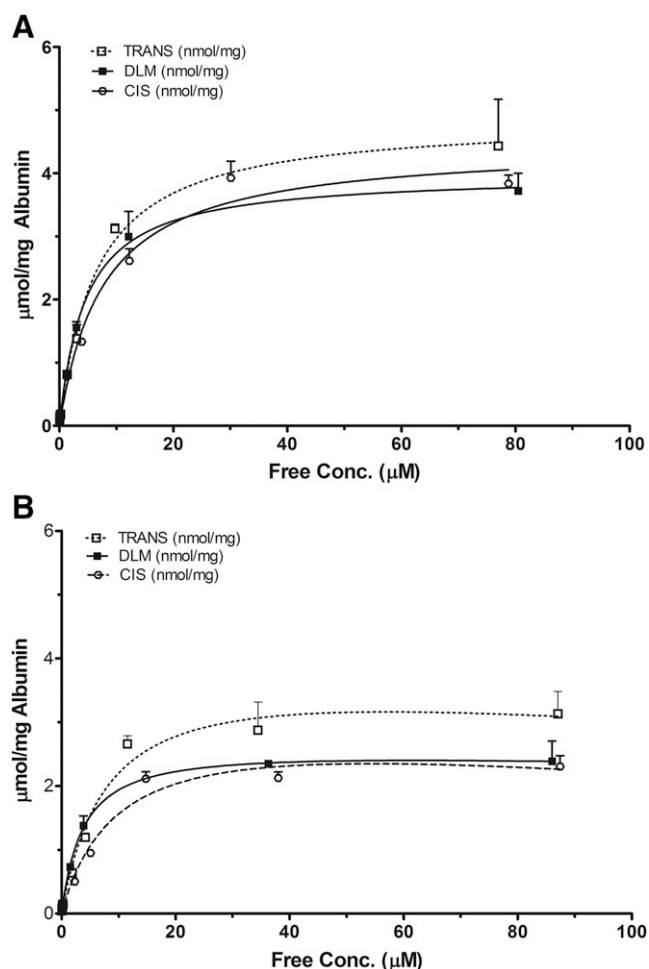 A
TRANS (nmol/mg)
DLM (nmol/mg)
CIS (nmol/mg)
6
4
2
0
μmol/mg Albumin
0 20 40 60 80 100
Free Conc. (μM)
B
TRANS (nmol/mg)
DLM (nmol/mg)
CIS (nmol/mg)
6
4
2
0
μmol/mg Albumin
0 20 40 60 80 100
Free Conc. (μM)